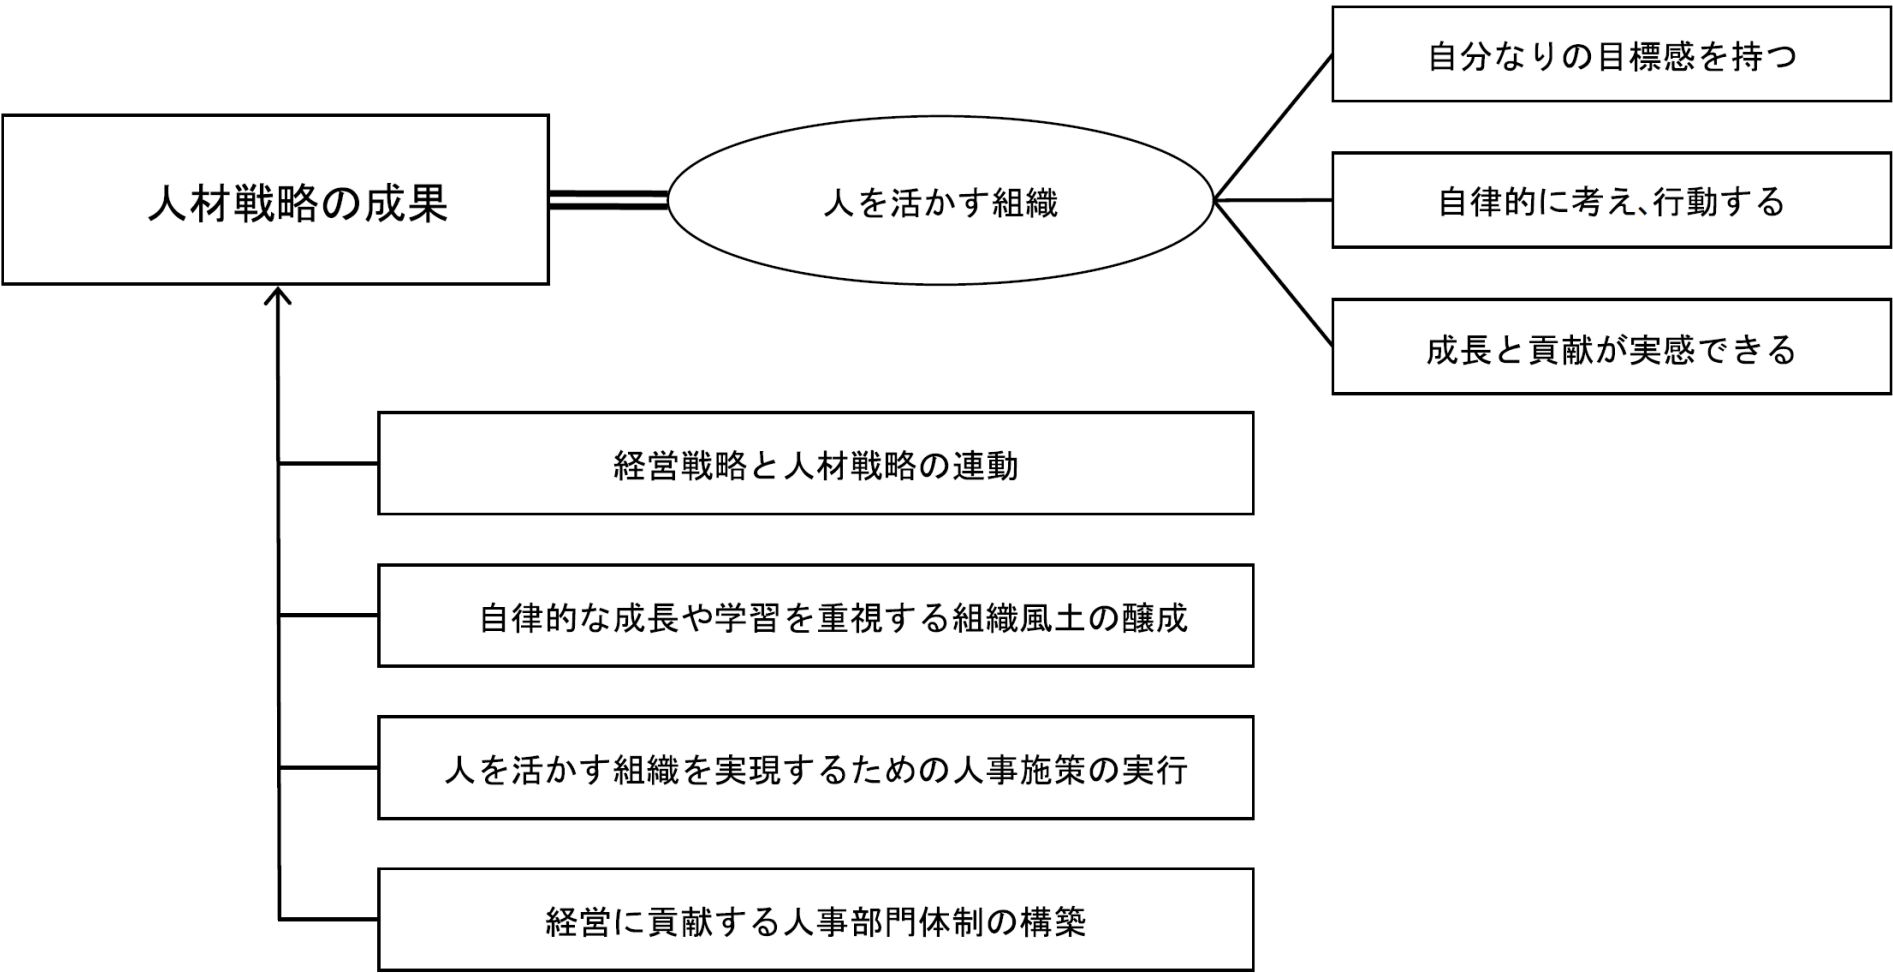 自分なりの目標感を持つ
人材戦略の成果
人を活かす組織
自律的に考え、行動する
成長と貢献が実感できる
経営戦略と人材戦略の連動
自律的な成長や学習を重視する組織風土の醸成
人を活かす組織を実現するための人事施策の実行
経営に貢献する人事部門体制の構築